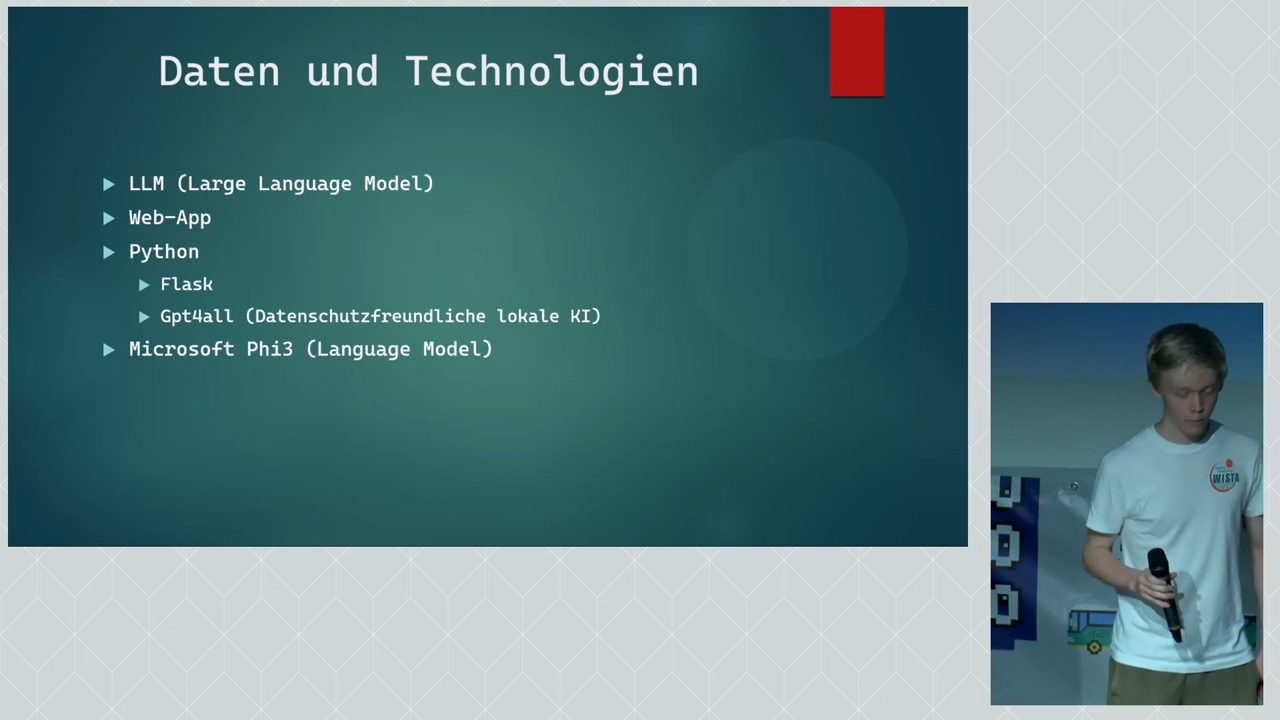 Daten und Technologien
LLM (Large Language Model)
Web-App
Python
Flask
Gpt4all (Datenschutzfreundliche lokale KI)
Microsoft Phi3 (Language Model)
WISTA